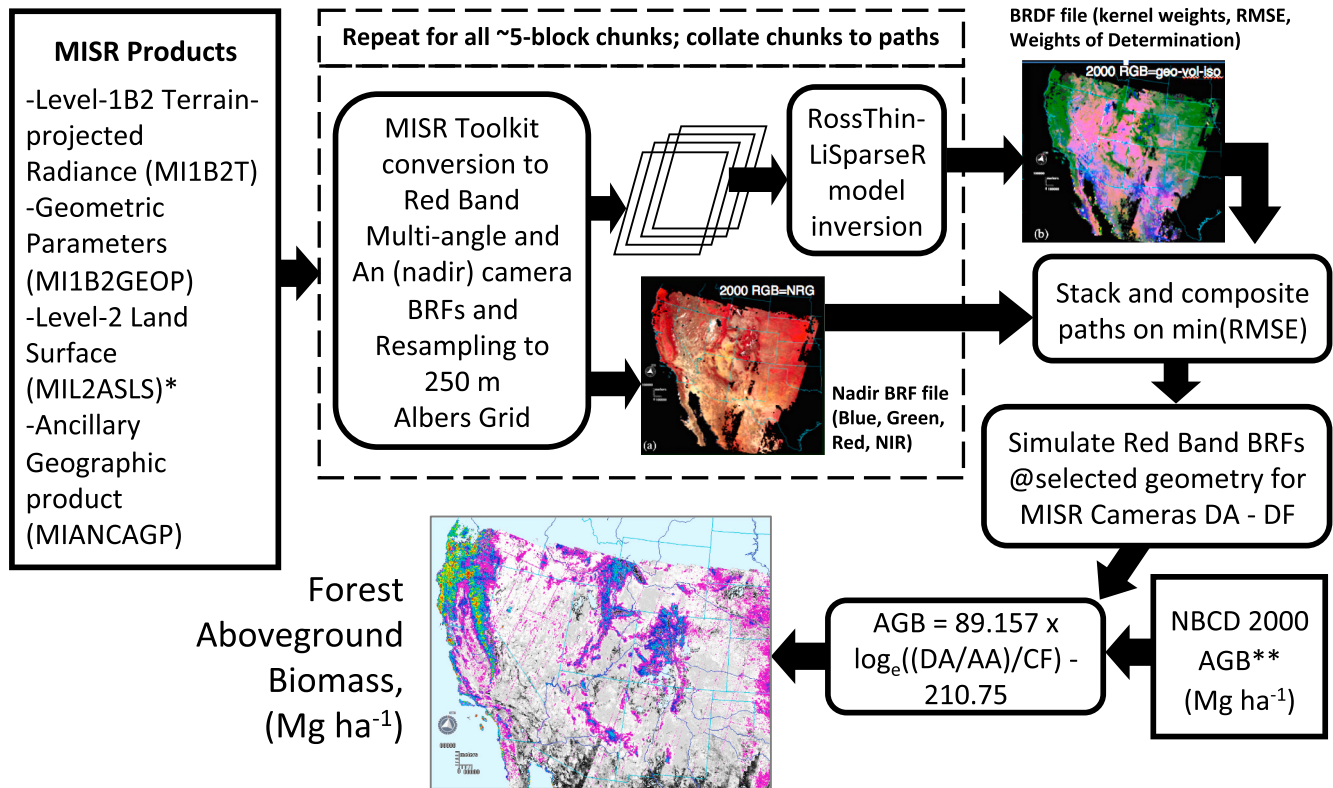 MISR Products
-Level-1B2 Terrain-
projected
Radiance (MI1B2T)
-Geometric
Parameters
(MI1B2GEOP)
-Level-2 Land
Surface
(MIL2ASLS)*
-Ancillary
Geographic
product
(MIANCAGP)
Repeat for all ~5-block chunks; collate chunks to paths
MISR Toolkit
conversion to
Red Band
Multi-angle and
An (nadir) camera
BRFs and
Resampling to
250 m
Albers Grid
RossThin-
LiSparseR
model
inversion
2000 RGB=NRG
(a)
Nadir BRF file
(Blue, Green,
Red, NIR)
BRDF file (kernel weights, RMSE,
Weights of Determination)
2000 RGB=geo-vol-iso
(b)
Stack and composite
paths on min(RMSE)
Simulate Red Band BRFs
@selected geometry for
MISR Cameras DA - DF
NBCD 2000
AGB**
(Mg ha-1)
AGB = 89.157 x
loge((DA/AA)/CF) -
210.75
Forest
Aboveground
Biomass,
(Mg ha-1)